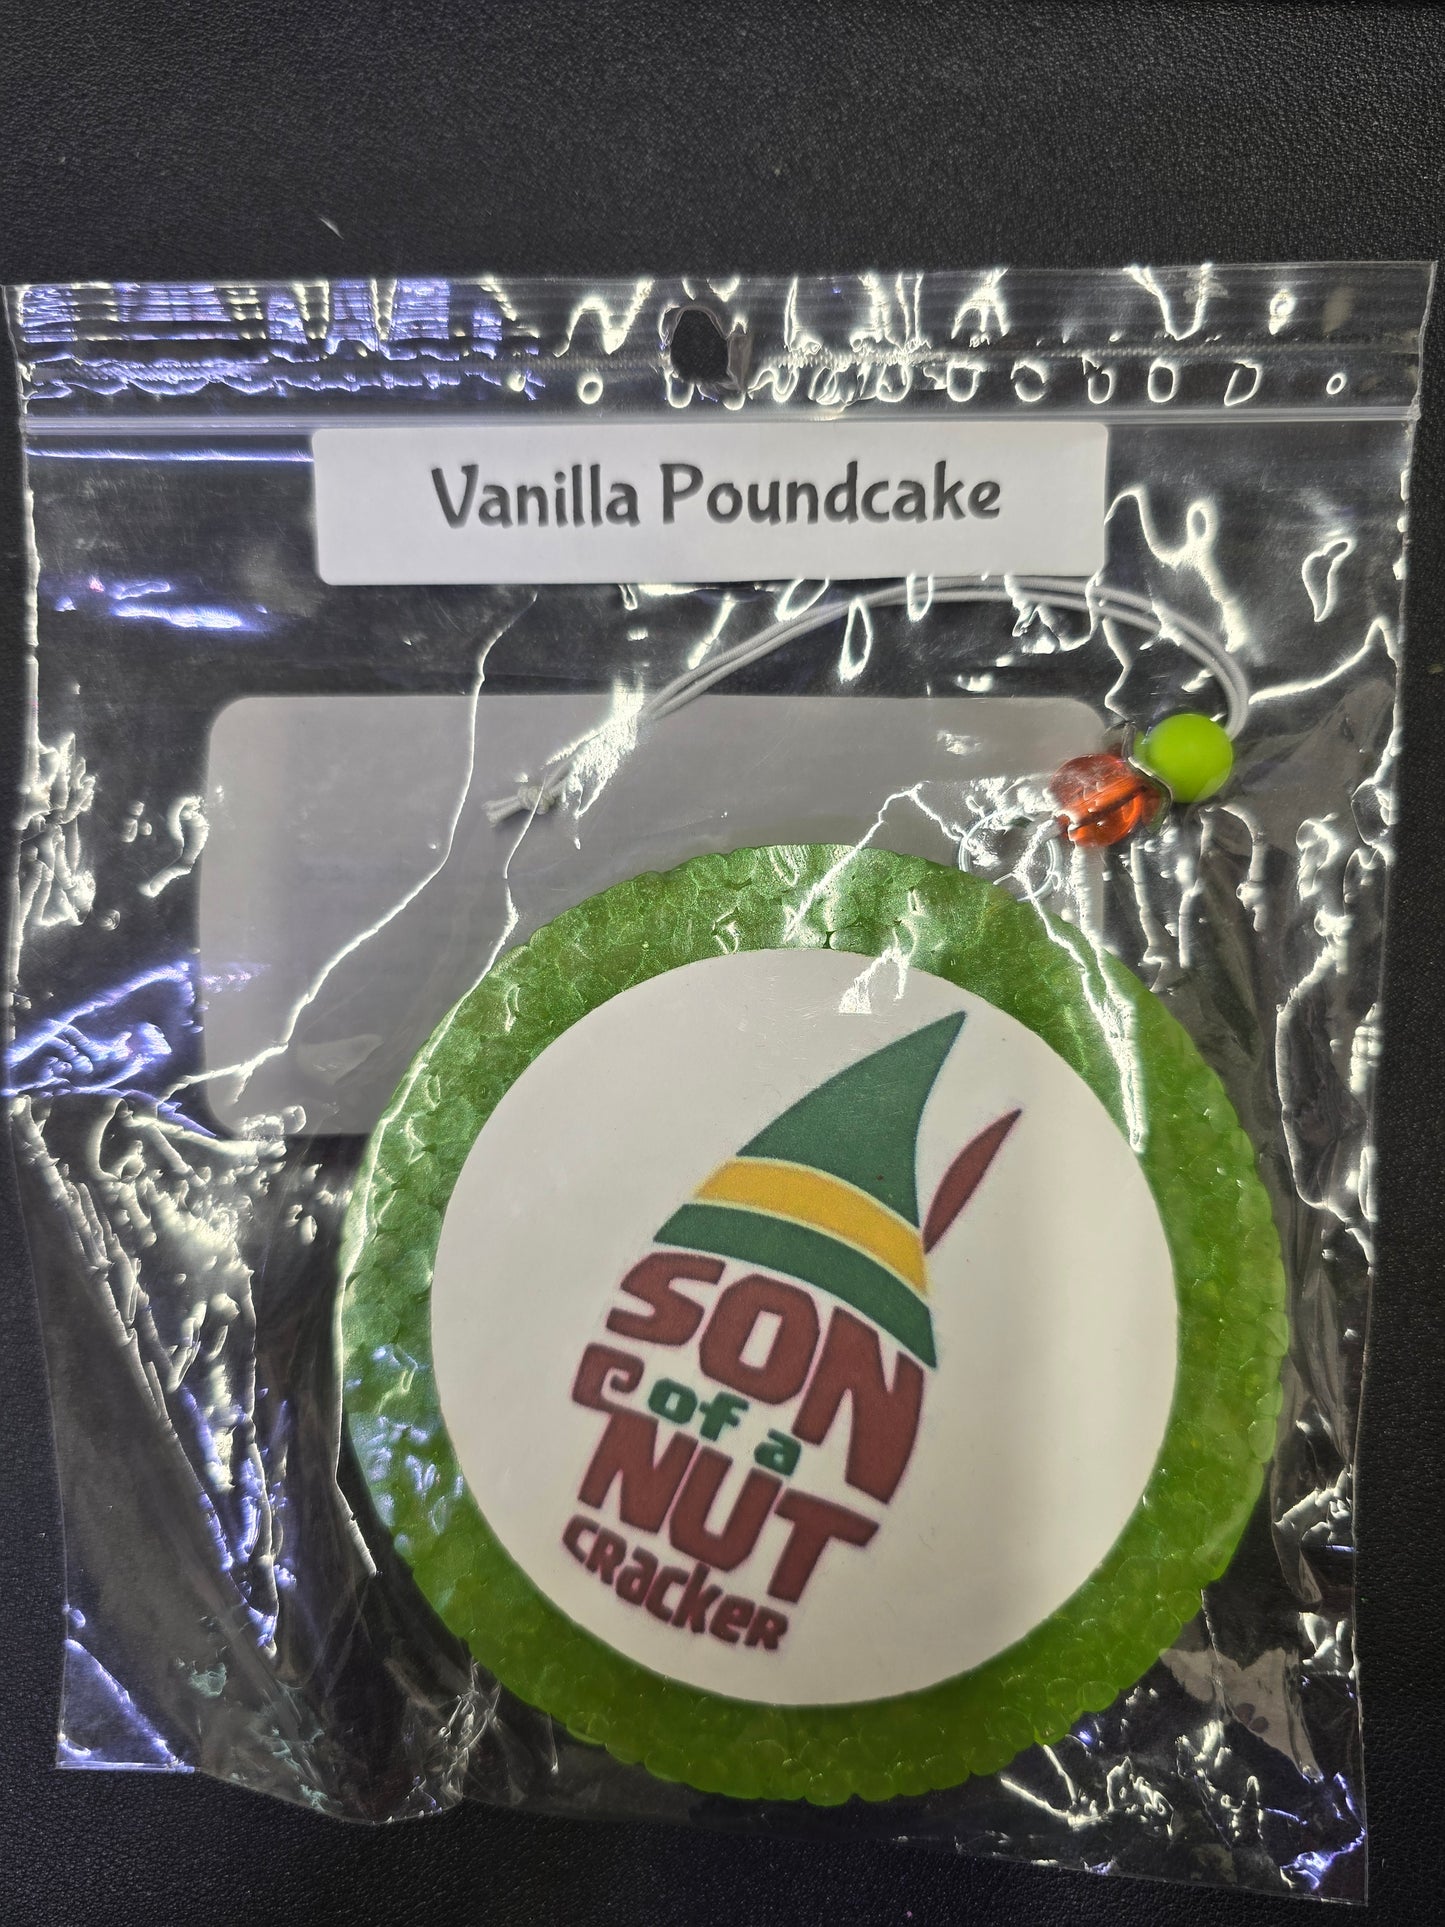 Vanilla Poundcake
SON
of a
NUT
CRacKeR